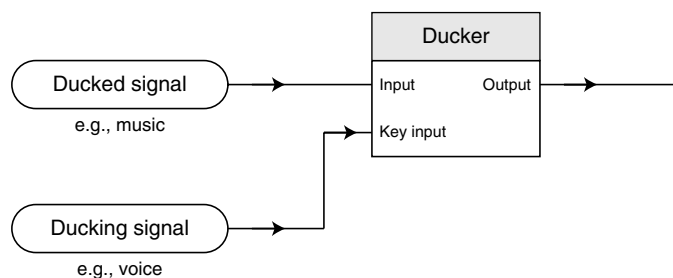 Ducker
Ducked signal
Input
Output
e.g., music
Key input
Ducking signal
e.g., voice